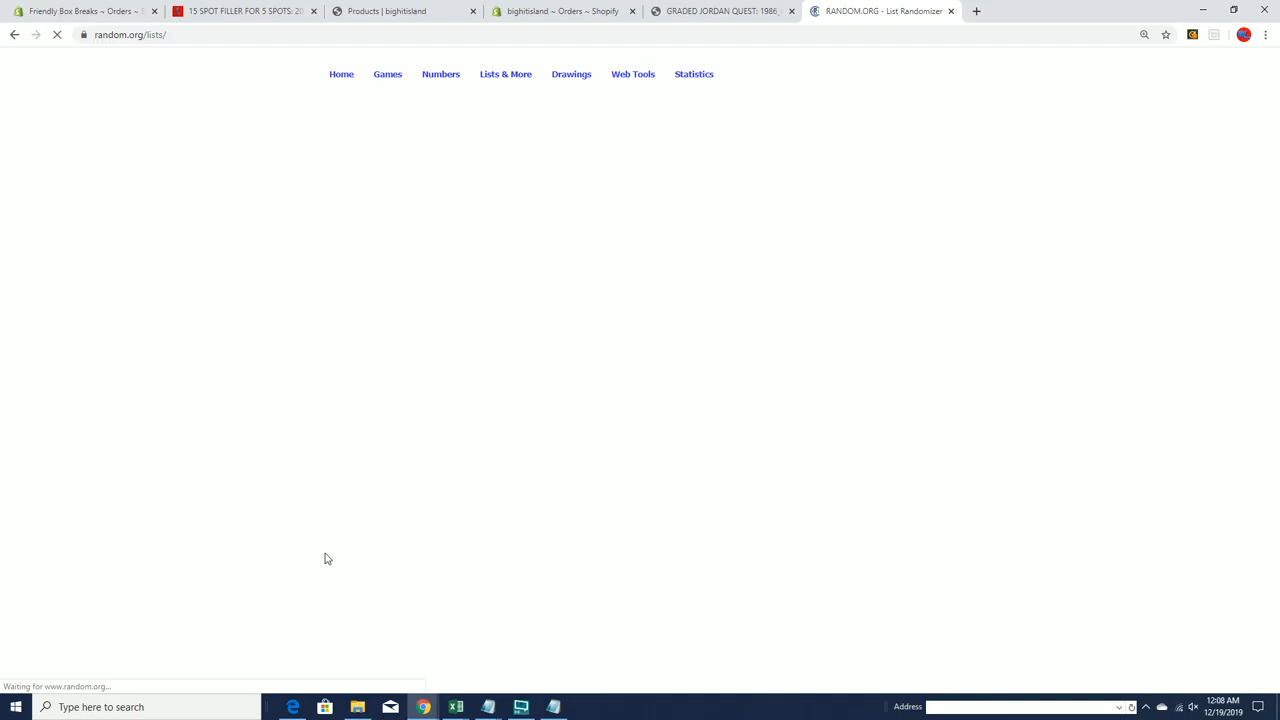 Friendly Box Breaks ~ Orders ~ S
15 SPOT FILLER FOR 5 SPOTS: 20
Products | bighitisland
bighitisland ~ Orders ~ Shopify
GRADED JORDAN QUEST: 1986_
RANDOM.ORG - List Randomizer
random.org/lists/
Home
Games
Numbers
Lists & More
Drawings
Web Tools
Statistics
Waiting for www.random.org...
Type here to search
Address
12:08 AM
12/19/2019